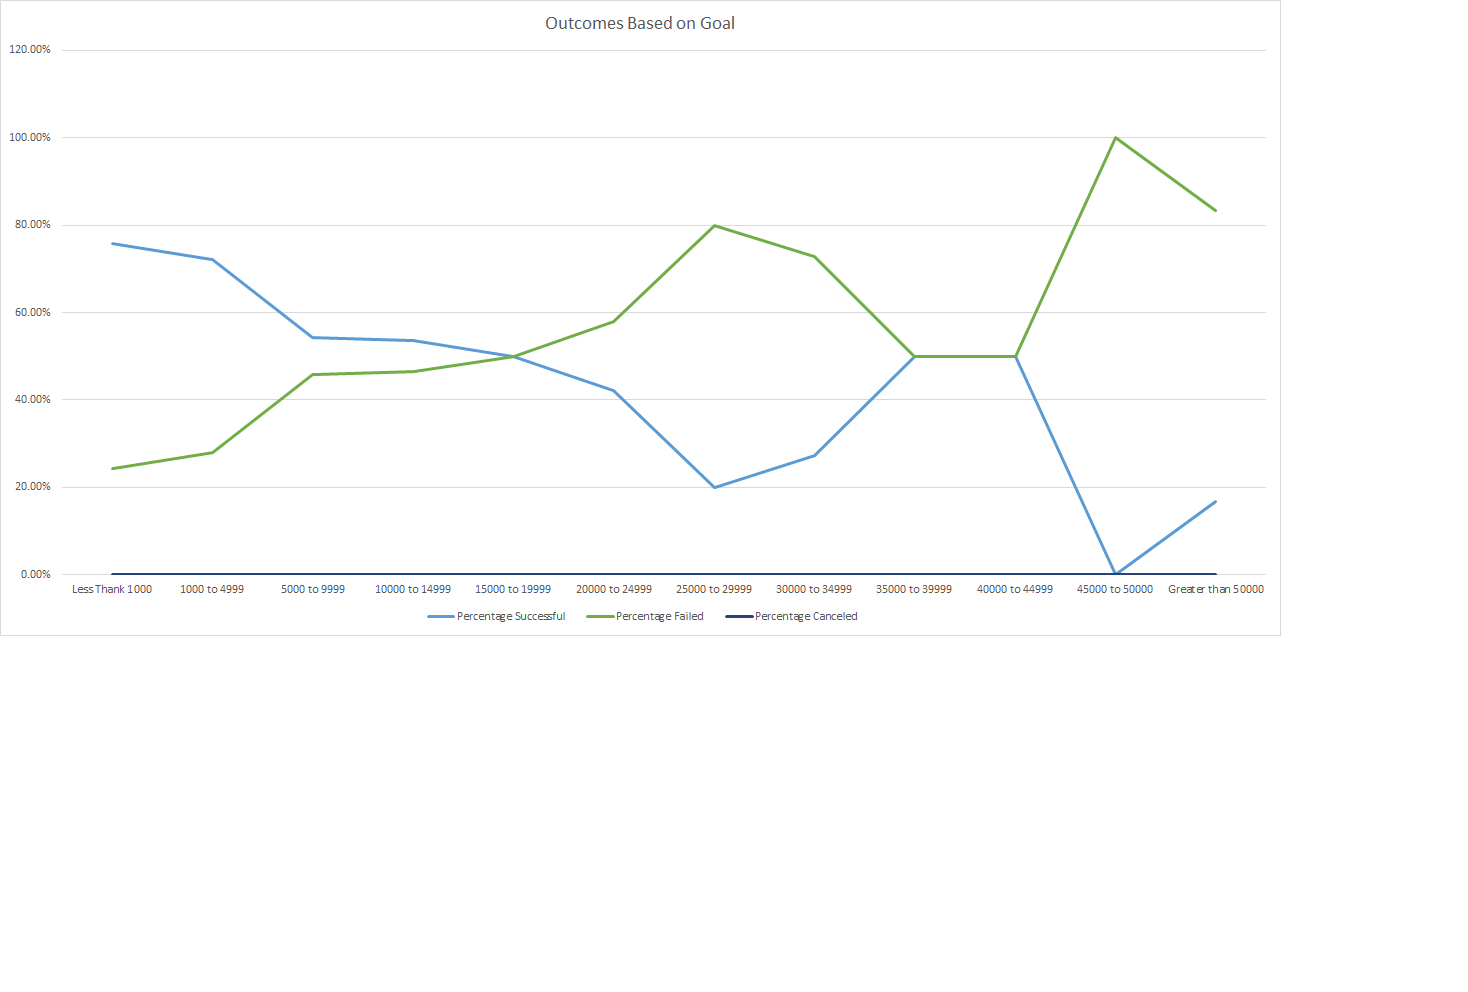 Outcomes Based on Goal
120.00%
100.00%
80.00%
60.00%
40.00%
20.00%
0.00%
Less Thank 1000 1000 to 4999 5000 to 9999 10000 to 14999 15000 to 19999 20000 to 24999 25000 to 29999 30000 to 34999 35000 to 39999 40000 to 44999 45000 to 50000 Greater than 50000
Percentage Successful Percentage Failed Percentage Canceled